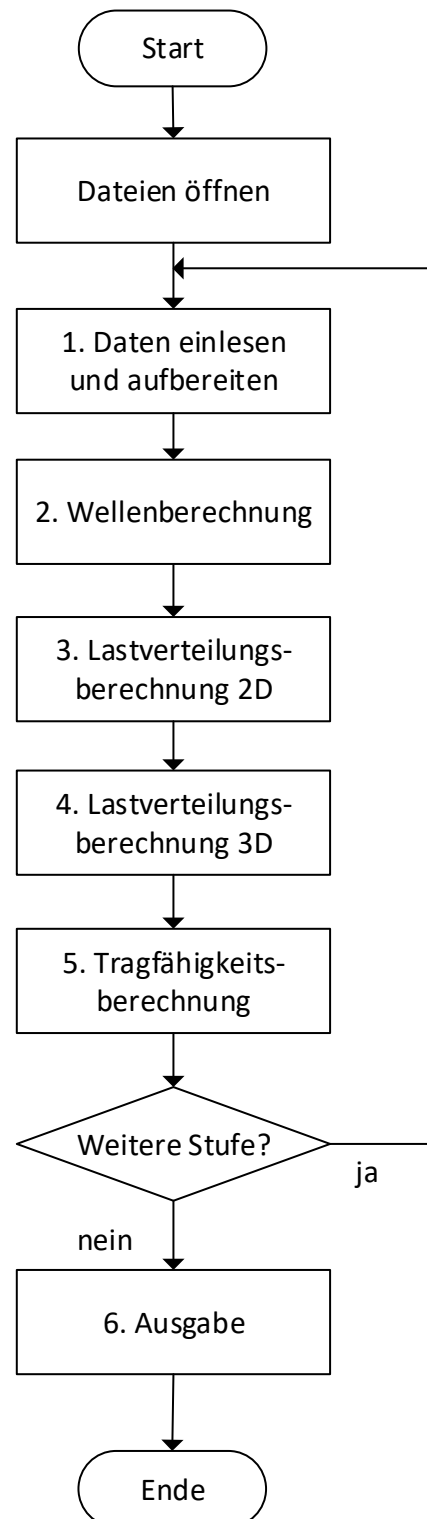 Start
Dateien öffnen
1. Daten einlesen
und aufbereiten
2. Wellenberechnung
3. Lastverteilungs-
berechnung 2D
4. Lastverteilungs-
berechnung 3D
5. Tragfähigkeits-
berechnung
Weitere Stufe?
ja
nein
6. Ausgabe
Ende